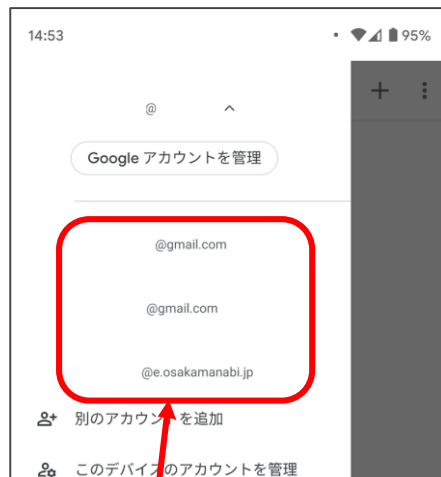 14:53
95%
@
Google アカウントを管理
@gmail.com
@gmail.com
@e.osakamanabi.jp
別のアカウントを追加
このデバイスのアカウントを管理